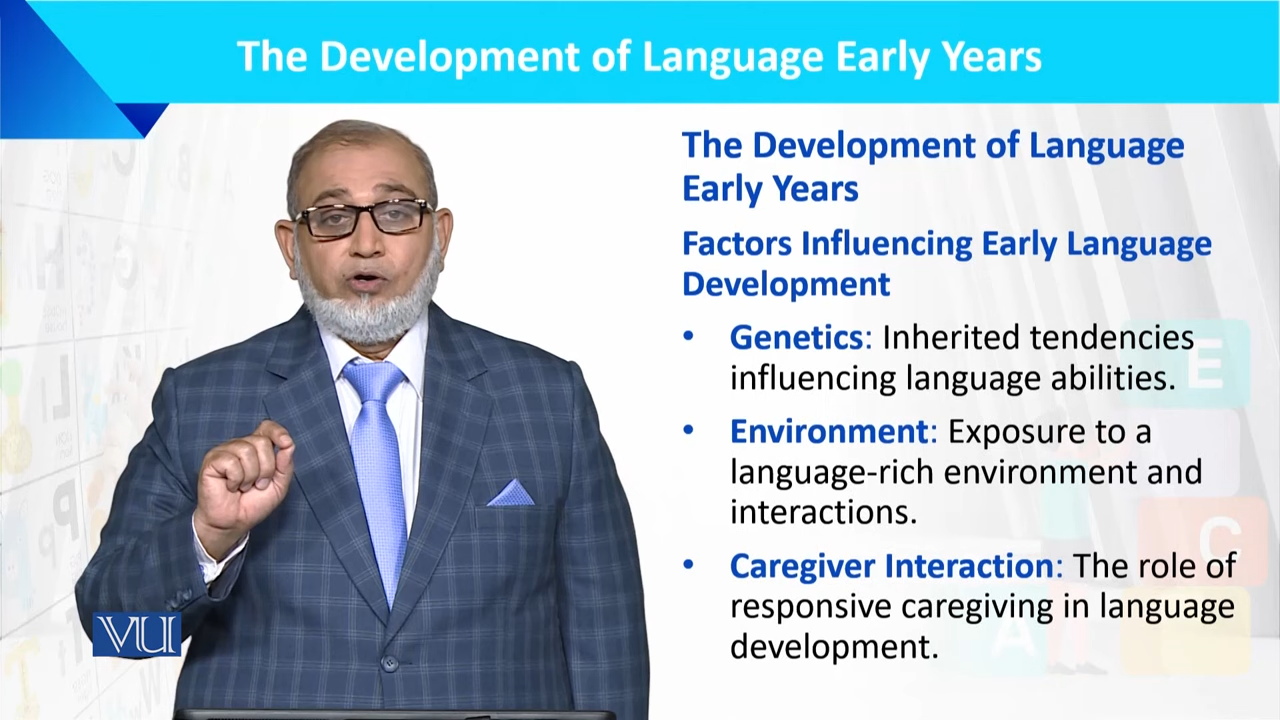 The Development of Language Early Years
The Development of Language
Early Years
Factors Influencing Early Language
Development
• Genetics: Inherited tendencies
influencing language abilities.
• Environment: Exposure to a
language-rich environment and
interactions.
• Caregiver Interaction: The role of
responsive caregiving in language
development.
VU
E
C
A